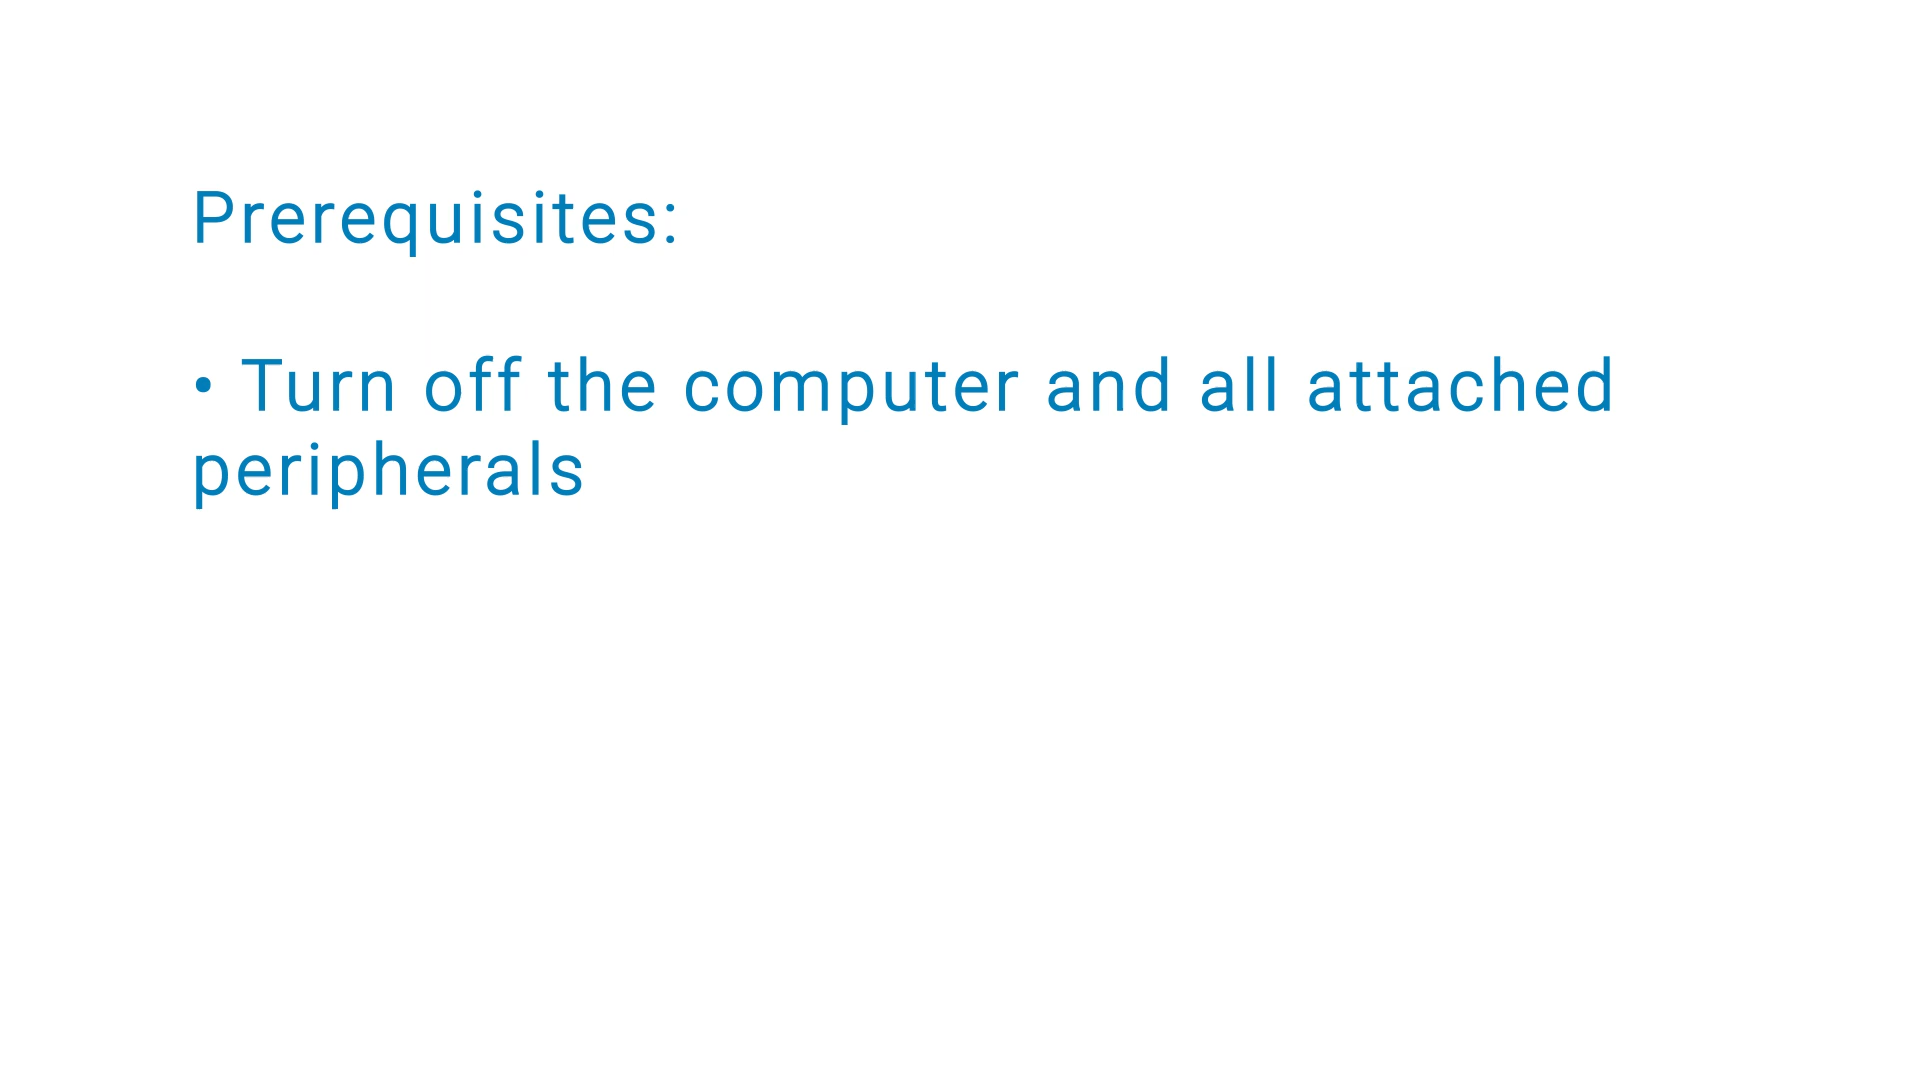 Prerequisites:
• Turn off the computer and all attached
peripherals